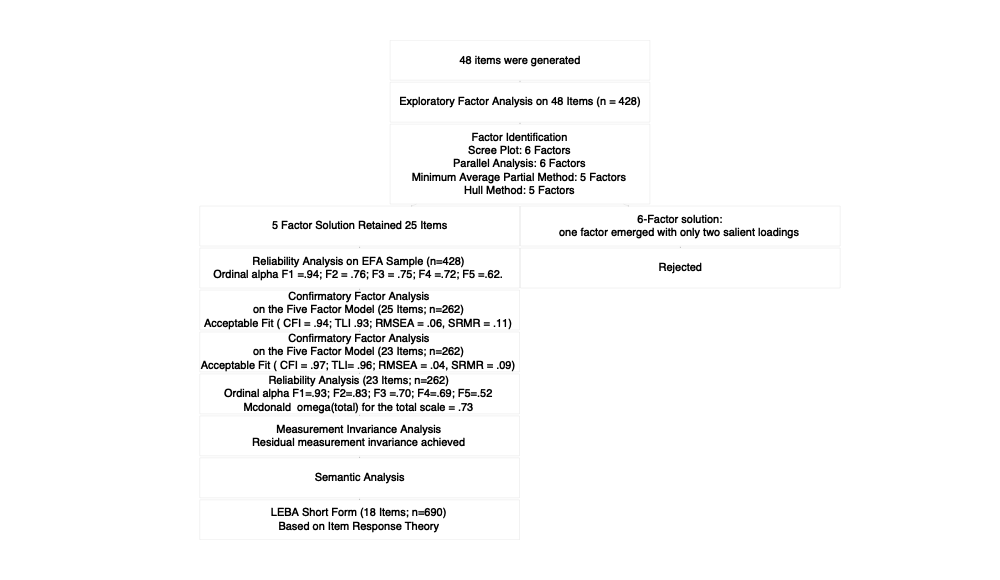 48 items were generated
Exploratory Factor Analysis on 48 Items (n = 428)
Factor Identification
Scree Plot: 6 Factors
Parallel Analysis: 6 Factors
Minimum Average Partial Method: 5 Factors
Hull Method: 5 Factors
5 Factor Solution Retained 25 Items
6-Factor solution:
one factor emerged with only two salient loadings
Reliability Analysis on EFA Sample (n=428)
Ordinal alpha F1 =.94; F2 = .76; F3 = .75; F4 =.72; F5 =.62.
Rejected
Confirmatory Factor Analysis
on the Five Factor Model (25 Items; n=262)
Acceptable Fit ( CFI = .94; TLI .93; RMSEA = .06, SRMR = .11)
Confirmatory Factor Analysis
on the Five Factor Model (23 Items; n=262)
Acceptable Fit ( CFI = .97; TLI= .96; RMSEA = .04, SRMR = .09)
Reliability Analysis (23 Items; n=262)
Ordinal alpha F1=.93; F2=.83; F3 =.70; F4=.69; F5=.52
Mcdonald omega(total) for the total scale = .73
Measurement Invariance Analysis
Residual measurement invariance achieved
Semantic Analysis
LEBA Short Form (18 Items; n=690)
Based on Item Response Theory